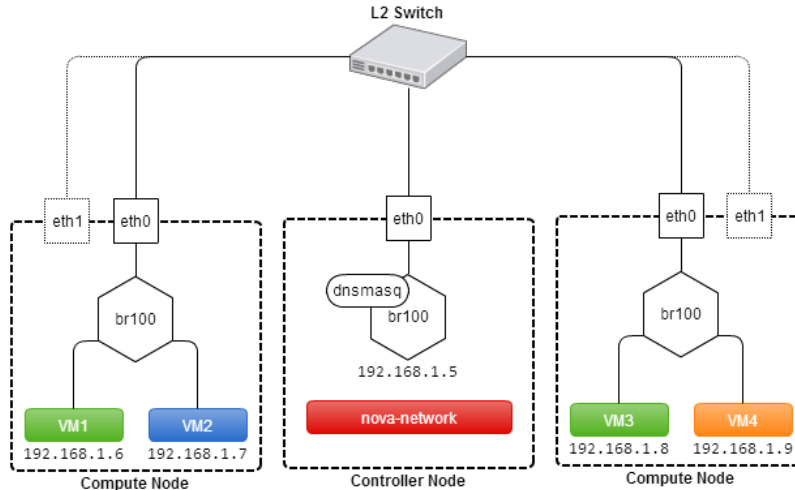 L2 Switch
eth1
eth0
eth0
eth0
eth1
dnsmasq
br100
br100
br100
192.168.1.5
VM1
VM2
nova-network
VM3
VM4
192.168.1.6
192.168.1.7
192.168.1.8
192.168.1.9
Compute Node
Controller Node
Compute Node